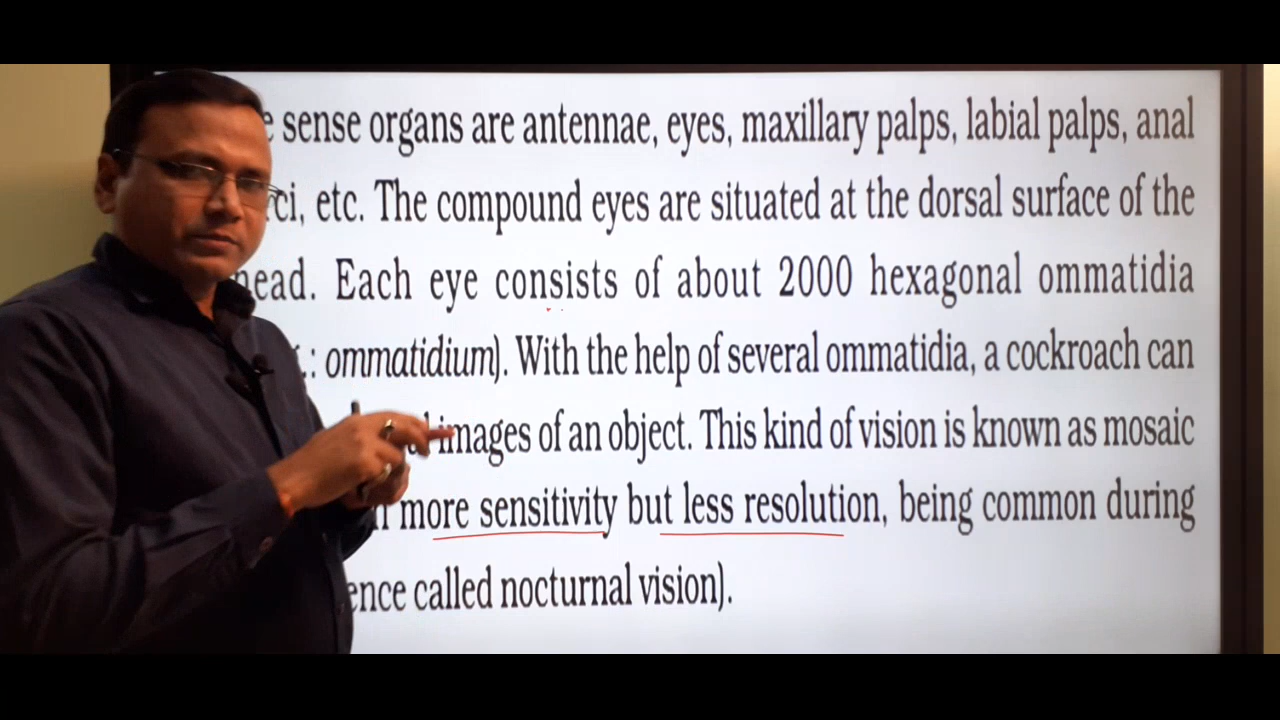 sense organs are antennae, eyes, maxillary palps, labial palps, anal
etc. The compound eyes are situated at the dorsal surface of the
Each eye consists of about 2000 hexagonal ommatidia
: ommatidium). With the help of several ommatidia, a cockroach can
images of an object. This kind of vision is known as mosaic
more sensitivity but less resolution, being common during
called nocturnal vision).